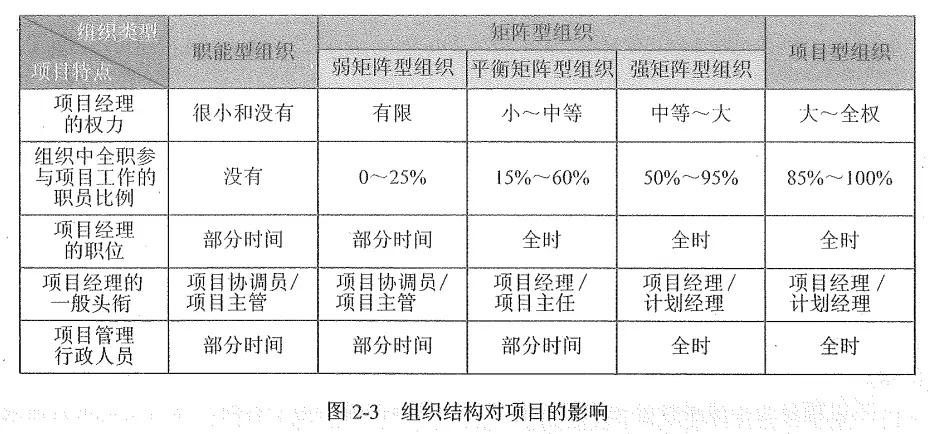 组织类型
项目特点
职能型组织
矩阵型组织
项目型组织
弱矩阵型组织 平衡矩阵型组织 强矩阵型组织
项目经理
的权力
很小和没有 有限 小～中等 中等～大 大～全权
组织中全职参
与项目工作的
职员比例
没有 0～25% 15%～60% 50%～95% 85%～100%
项目经理
的职位
部分时间 部分时间 全时 全时 全时
项目经理的
一般头衔
项目协调员/
项目主管
项目协调员/
项目主管
项目经理/
项目主任
项目经理/
计划经理
项目经理/
计划经理
项目管理
行政人员
部分时间 部分时间 部分时间 全时 全时
图 2-3 组织结构对项目的影响